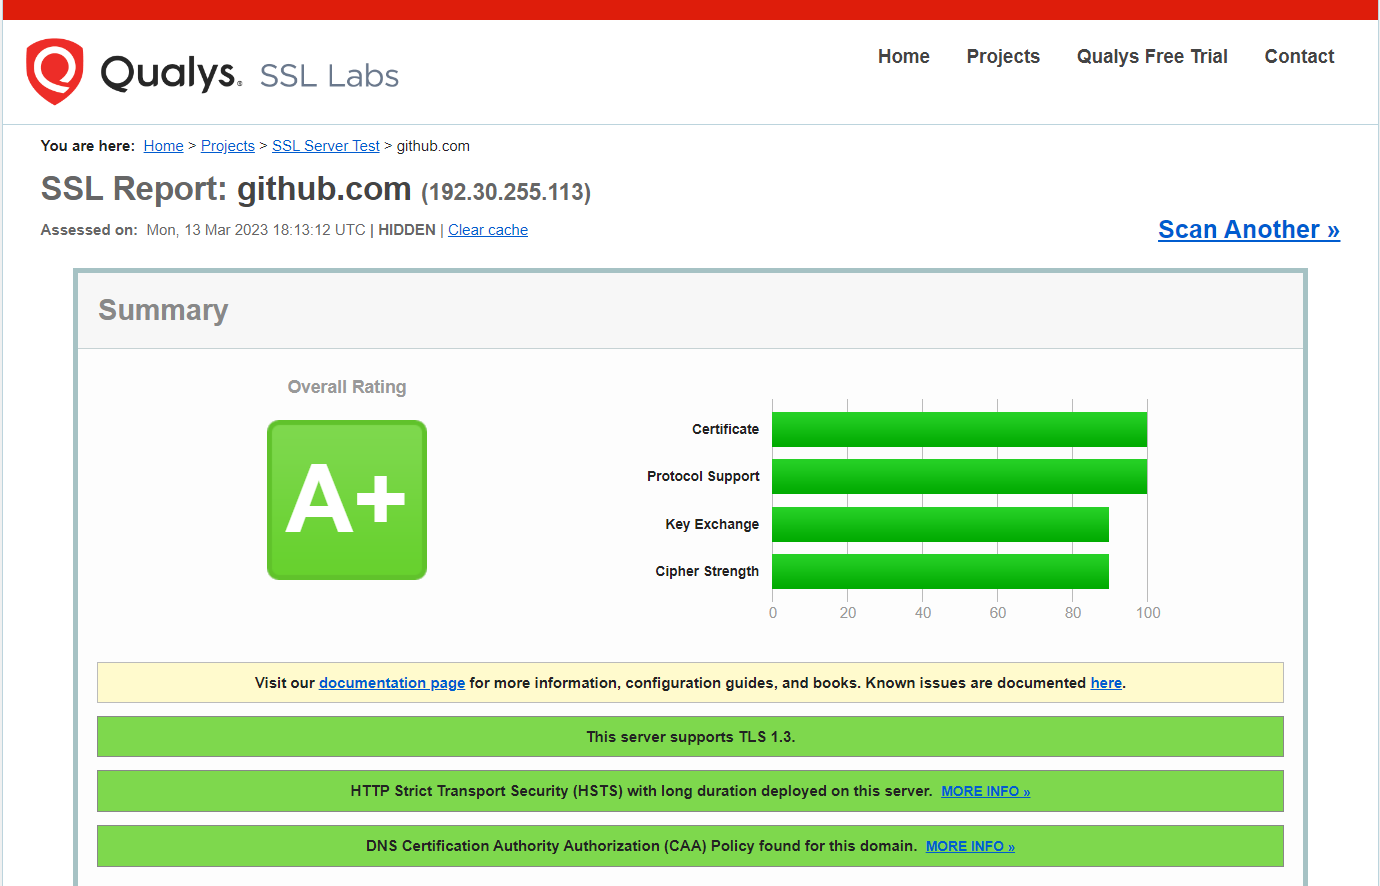 Qualys. SSL Labs
Home Projects Qualys Free Trial Contact
You are here: Home > Projects > SSL Server Test > github.com
SSL Report: github.com (192.30.255.113)
Assessed on: Mon, 13 Mar 2023 18:13:12 UTC | HIDDEN | Clear cache
Scan Another »
Summary
Overall Rating
A+
Certificate
Protocol Support
Key Exchange
Cipher Strength
0 20 40 60 80 100
Visit our documentation page for more information, configuration guides, and books. Known issues are documented here.
This server supports TLS 1.3.
HTTP Strict Transport Security (HSTS) with long duration deployed on this server. MORE INFO »
DNS Certification Authority Authorization (CAA) Policy found for this domain. MORE INFO »